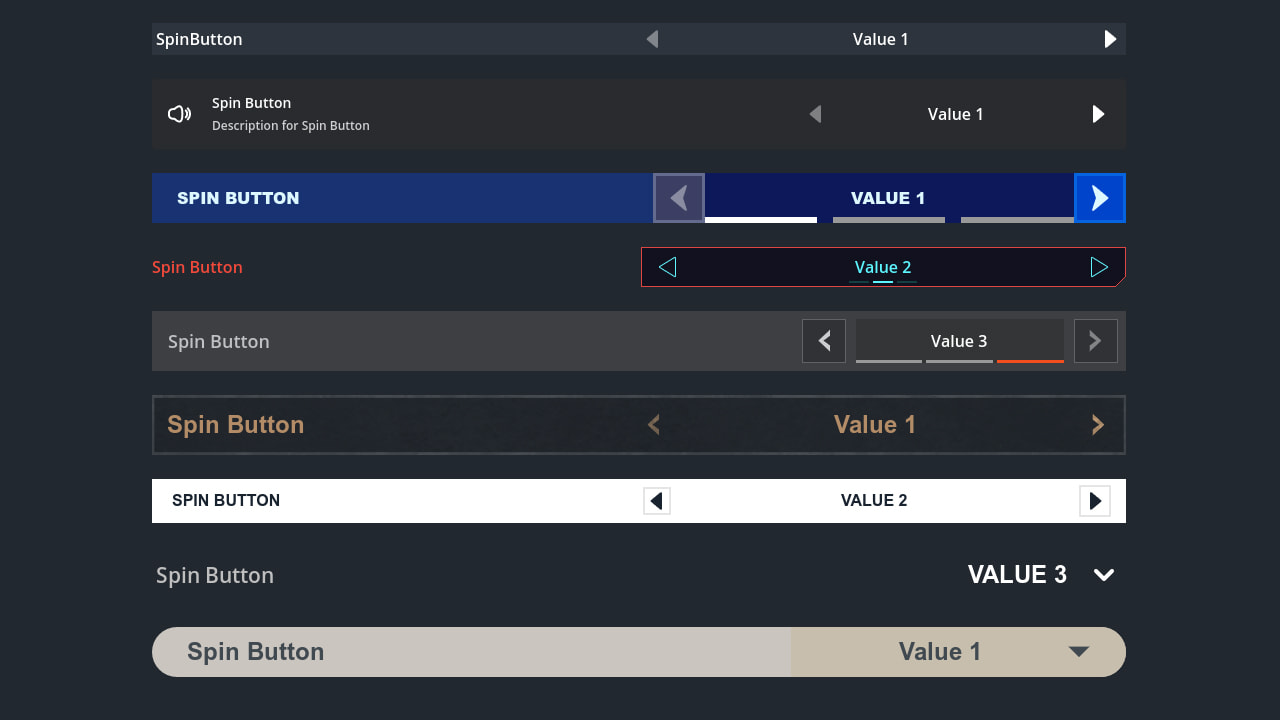 SpinButton Value 1
Spin Button
Description for Spin Button
Value 1
SPIN BUTTON VALUE 1
Spin Button Value 2
Spin Button Value 3
Spin Button Value 1
SPIN BUTTON VALUE 2
Spin Button VALUE 3
Spin Button Value 1